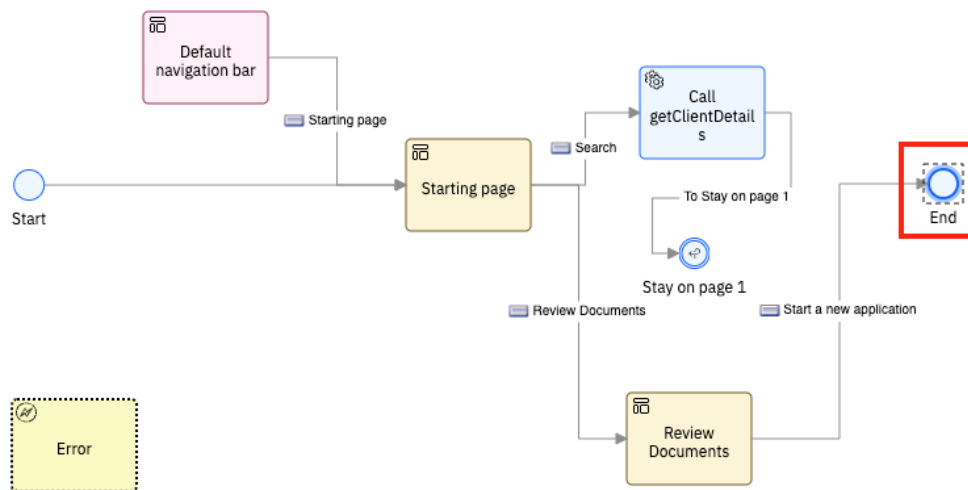 Default
navigation bar
Starting page
Call
getClientDetail
s
Search
Starting page
Start
To Stay on page 1
End
Stay on page 1
Review Documents
Start a new application
Error
Review
Documents